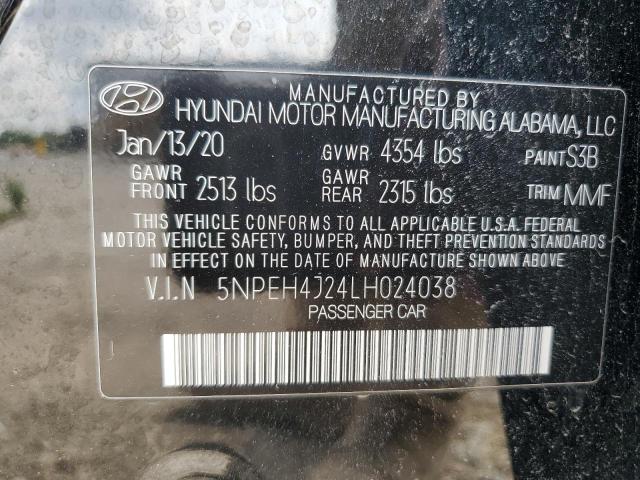 MANUFACTURED BY
HYUNDAI MOTOR MANUFACTURING ALABAMA, LLC
Jan/13/20 GVWR 4354 lbs PAINT S3B
GAWR FRONT 2513 lbs GAWR REAR 2315 lbs TRIM MMF
THIS VEHICLE CONFORMS TO ALL APPLICABLE U.S.A. FEDERAL
MOTOR VEHICLE SAFETY, BUMPER, AND THEFT PREVENTION STANDARDS
IN EFFECT ON THE DATE OF MANUFACTURE SHOWN ABOVE.
V.I.N 5NPEH4J24LH024038
PASSENGER CAR